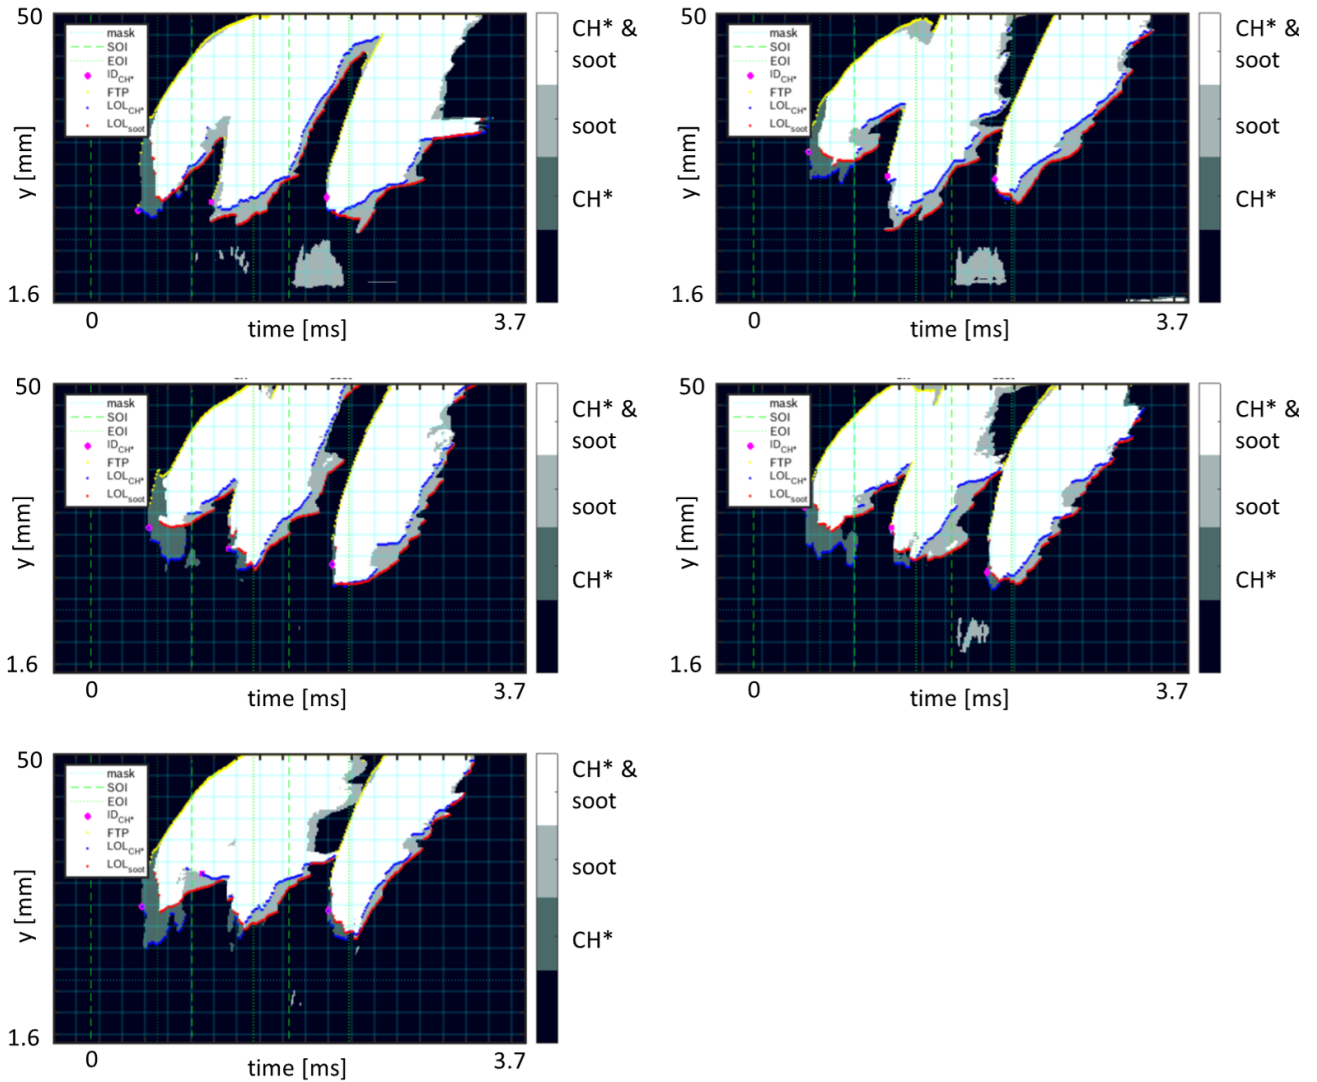 50
mask
SOI
EOI
ID_CH*
FTP
LOL_CH*
LOL_soot
y [mm]
1.6
0
time [ms]
3.7
CH* &
soot
soot
CH*
50
mask
SOI
EOI
ID_CH*
FTP
LOL_CH*
LOL_soot
y [mm]
1.6
0
time [ms]
3.7
CH* &
soot
soot
CH*
50
mask
SOI
EOI
ID_CH*
FTP
LOL_CH*
LOL_soot
y [mm]
1.6
0
time [ms]
3.7
CH* &
soot
soot
CH*
50
mask
SOI
EOI
ID_CH*
FTP
LOL_CH*
LOL_soot
y [mm]
1.6
0
time [ms]
3.7
CH* &
soot
soot
CH*
50
mask
SOI
EOI
ID_CH*
FTP
LOL_CH*
LOL_soot
y [mm]
1.6
0
time [ms]
3.7
CH* &
soot
soot
CH*